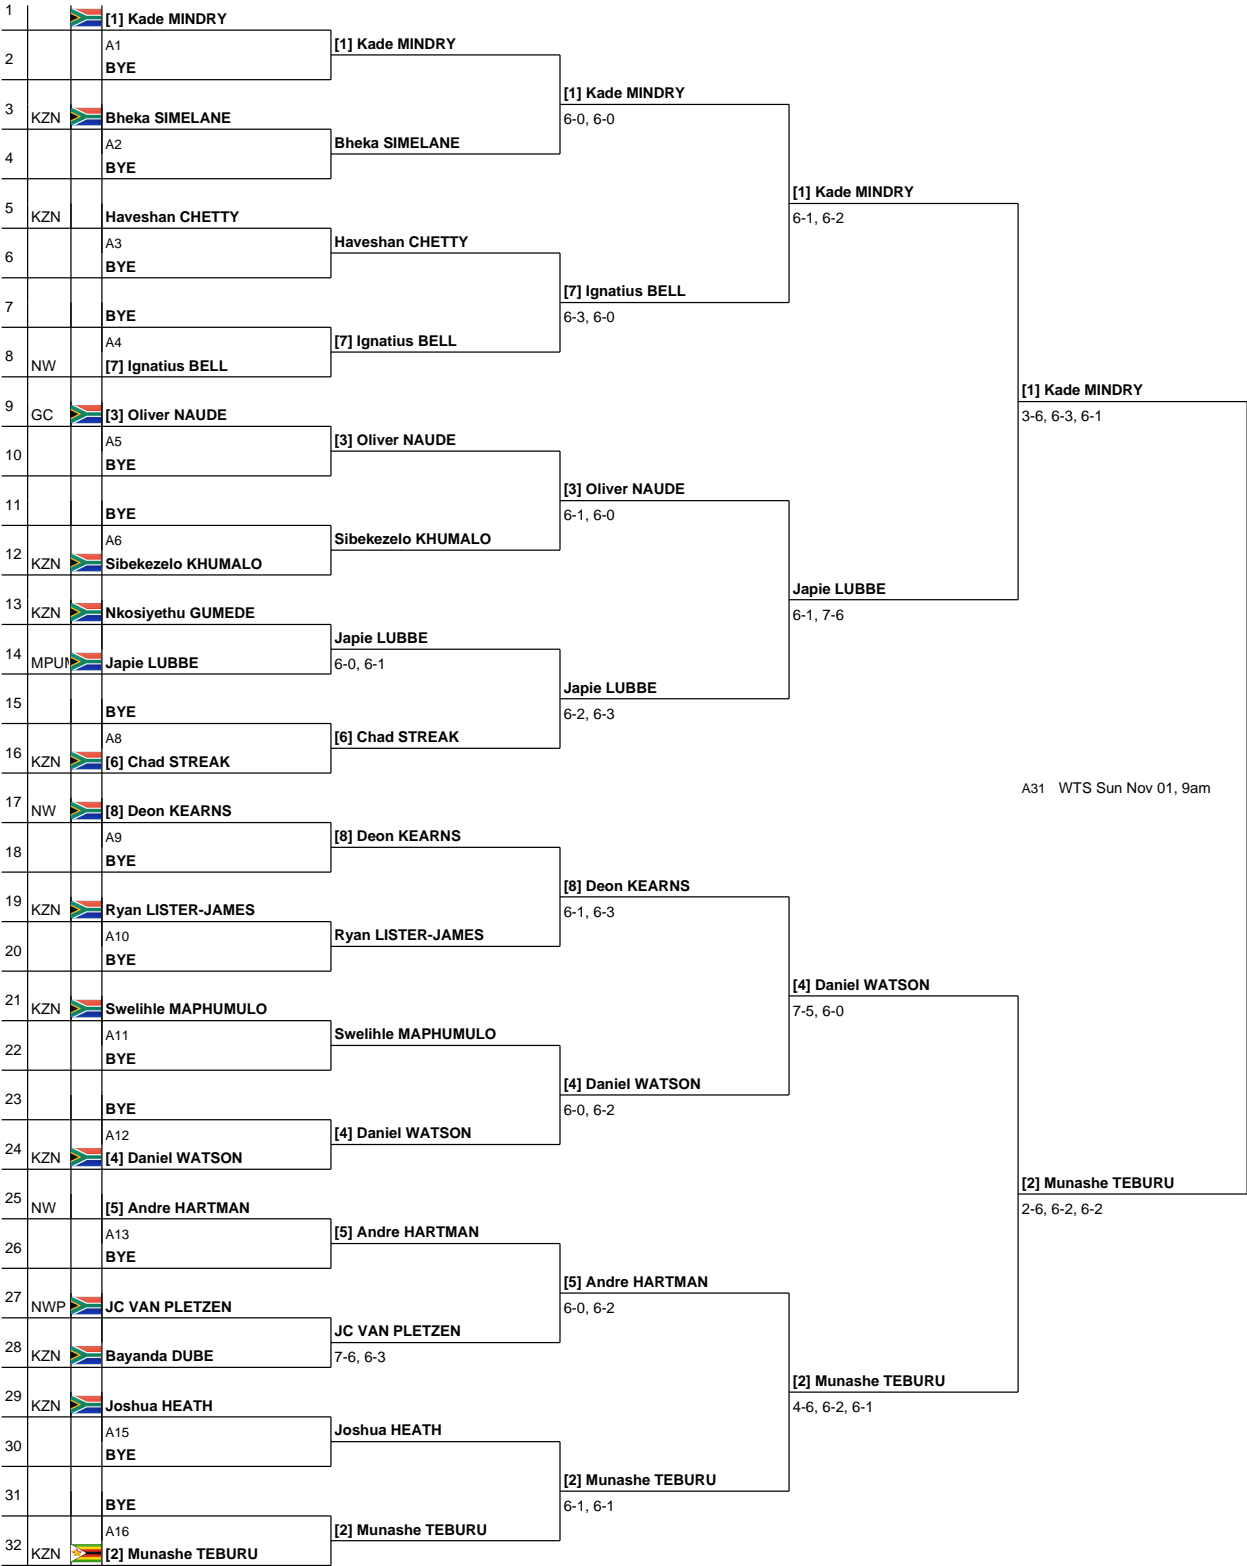 1 [1] Kade MINDRY
A1 [1] Kade MINDRY
2 BYE
[1] Kade MINDRY
3 KZN Bheka SIMELANE 6-0, 6-0
A2 Bheka SIMELANE
4 BYE
[1] Kade MINDRY
5 KZN Haveshan CHETTY 6-1, 6-2
A3 Haveshan CHETTY
6 BYE
[7] Ignatius BELL
7 BYE 6-3, 6-0
A4 [7] Ignatius BELL
8 NW [7] Ignatius BELL
[1] Kade MINDRY
9 GC [3] Oliver NAUDE 3-6, 6-3, 6-1
A5 [3] Oliver NAUDE
10 BYE
[3] Oliver NAUDE
11 BYE 6-1, 6-0
A6 Sibekezelo KHUMALO
12 KZN Sibekezelo KHUMALO
Japie LUBBE
13 KZN Nkosiyethu GUMEDE 6-1, 7-6
Japie LUBBE
14 MPUM Japie LUBBE 6-0, 6-1
Japie LUBBE
15 BYE 6-2, 6-3
A8 [6] Chad STREAK
16 KZN [6] Chad STREAK
A31 WTS Sun Nov 01, 9am
17 NW [8] Deon KEARNS
A9 [8] Deon KEARNS
18 BYE
[8] Deon KEARNS
19 KZN Ryan LISTER-JAMES 6-1, 6-3
A10 Ryan LISTER-JAMES
20 BYE
[4] Daniel WATSON
21 KZN Swelihle MAPHUMULO 7-5, 6-0
A11 Swelihle MAPHUMULO
22 BYE
[4] Daniel WATSON
23 BYE 6-0, 6-2
A12 [4] Daniel WATSON
24 KZN [4] Daniel WATSON
[2] Munashe TEBURU
25 NW [5] Andre HARTMAN 2-6, 6-2, 6-2
A13 [5] Andre HARTMAN
26 BYE
[5] Andre HARTMAN
27 NWP JC VAN PLETZEN 6-0, 6-2
JC VAN PLETZEN
28 KZN Bayanda DUBE 7-6, 6-3
[2] Munashe TEBURU
29 KZN Joshua HEATH 4-6, 6-2, 6-1
A15 Joshua HEATH
30 BYE
[2] Munashe TEBURU
31 BYE 6-1, 6-1
A16 [2] Munashe TEBURU
32 KZN [2] Munashe TEBURU